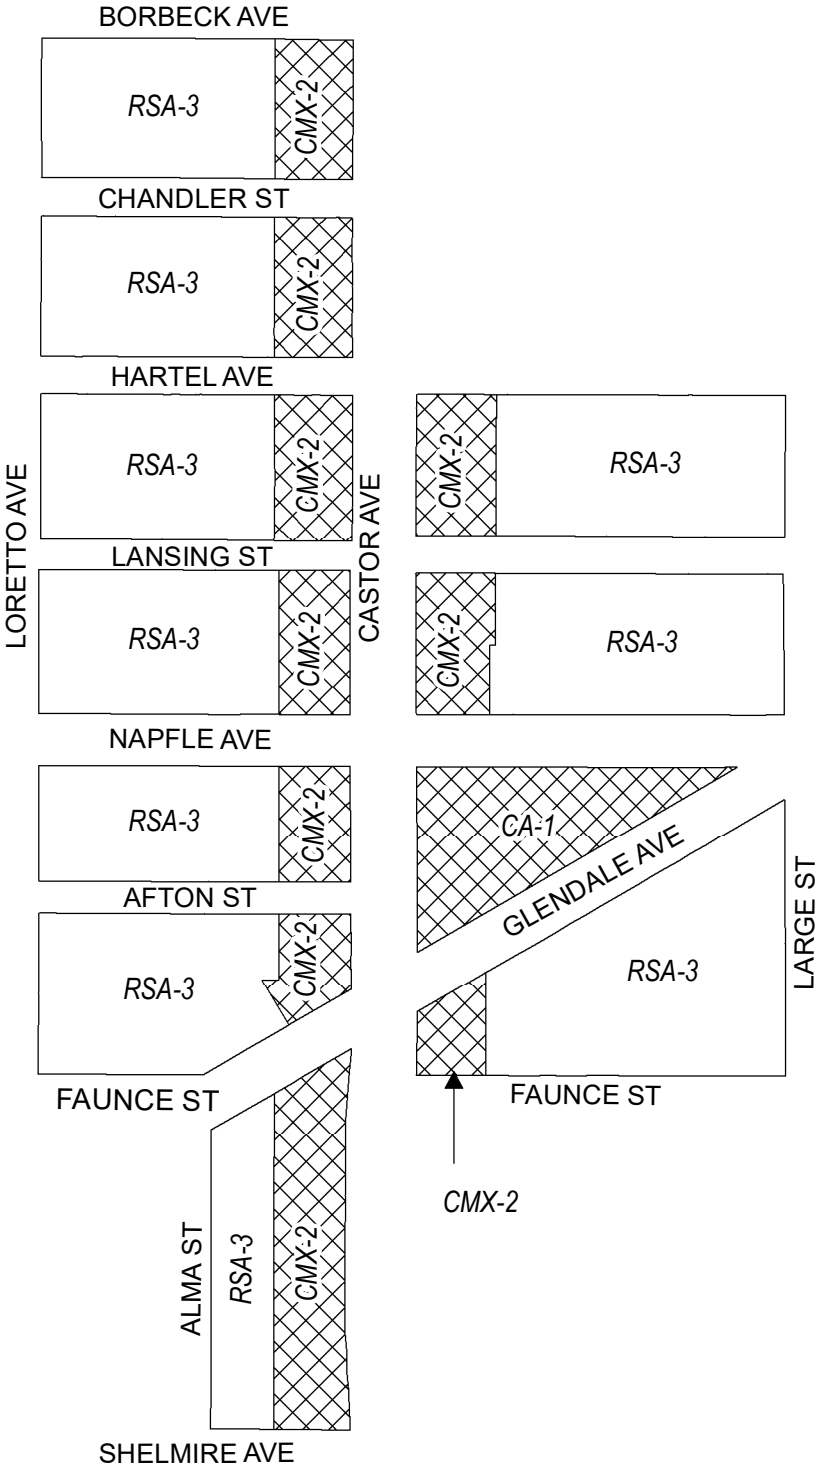 BORBECK AVE
RSA-3
CMX-2
CHANDLER ST
RSA-3
CMX-2
HARTEL AVE
RSA-3
CMX-2
CMX-2
RSA-3
LORETTO AVE
LANSING ST
CASTOR AVE
RSA-3
CMX-2
CMX-2
RSA-3
NAPFLE AVE
RSA-3
CMX-2
CA-1
GLENDALE AVE
AFTON ST
LARGE ST
RSA-3
CMX-2
RSA-3
FAUNCE ST
FAUNCE ST
CMX-2
ALMA ST
RSA-3
CMX-2
SHELMIRE AVE